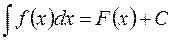 ∫ f(x)dx = F(x) + C